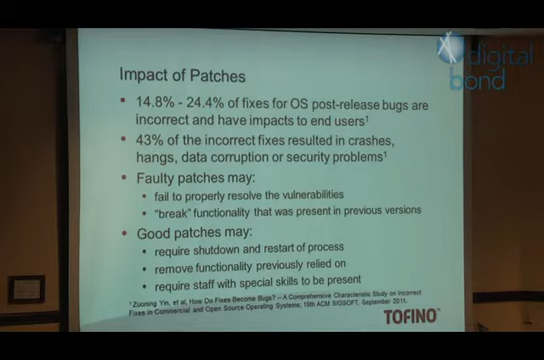 digital
bond
Impact of Patches
• 14.8% - 24.4% of fixes for OS post-release bugs are
incorrect and have impacts to end users1
• 43% of the incorrect fixes resulted in crashes,
hangs, data corruption or security problems1
• Faulty patches may:
• fail to properly resolve the vulnerabilities
• "break" functionality that was present in previous versions
• Good patches may:
• require shutdown and restart of process
• remove functionality previously relied on
• require staff with special skills to be present
1 Zuoning Yin, et al, How Do Fixes Become Bugs? – A Comprehensive Characteristic Study on Incorrect
Fixes in Commercial and Open Source Operating Systems, 19th ACM SIGSOFT, September 2011.
TOFINO™